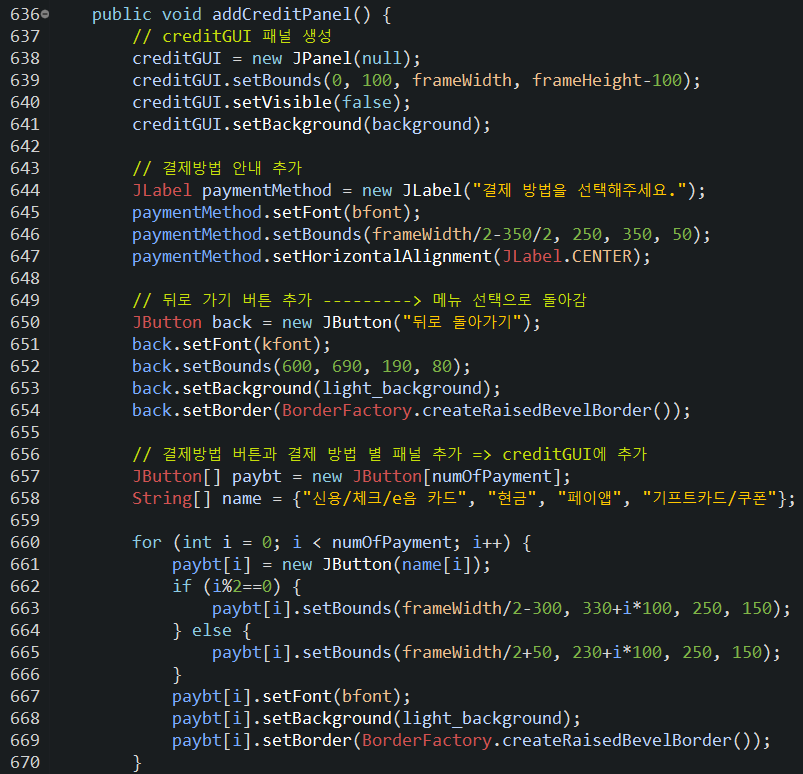 636 public void addCreditPanel() {
637 // creditGUI 패널 생성
638 creditGUI = new JPanel(null);
639 creditGUI.setBounds(0, 100, frameWidth, frameHeight-100);
640 creditGUI.setVisible(false);
641 creditGUI.setBackground(background);
642
643 // 결제방법 안내 추가
644 JLabel paymentMethod = new JLabel("결제 방법을 선택해주세요.");
645 paymentMethod.setFont(bfont);
646 paymentMethod.setBounds(frameWidth/2-350/2, 250, 350, 50);
647 paymentMethod.setHorizontalAlignment(JLabel.CENTER);
648
649 // 뒤로 가기 버튼 추가 ---------> 메뉴 선택으로 돌아감
650 JButton back = new JButton("뒤로 돌아가기");
651 back.setFont(kfont);
652 back.setBounds(600, 690, 190, 80);
653 back.setBackground(light_background);
654 back.setBorder(BorderFactory.createRaisedBevelBorder());
655
656 // 결제방법 버튼과 결제 방법 별 패널 추가 => creditGUI에 추가
657 JButton[] paybt = new JButton[numOfPayment];
658 String[] name = {"신용/체크/e음 카드", "현금", "페이앱", "기프트카드/쿠폰"};
659
660 for (int i = 0; i < numOfPayment; i++) {
661 paybt[i] = new JButton(name[i]);
662 if (i%2==0) {
663 paybt[i].setBounds(frameWidth/2-300, 330+i*100, 250, 150);
664 } else {
665 paybt[i].setBounds(frameWidth/2+50, 230+i*100, 250, 150);
666 }
667 paybt[i].setFont(bfont);
668 paybt[i].setBackground(light_background);
669 paybt[i].setBorder(BorderFactory.createRaisedBevelBorder());
670 }